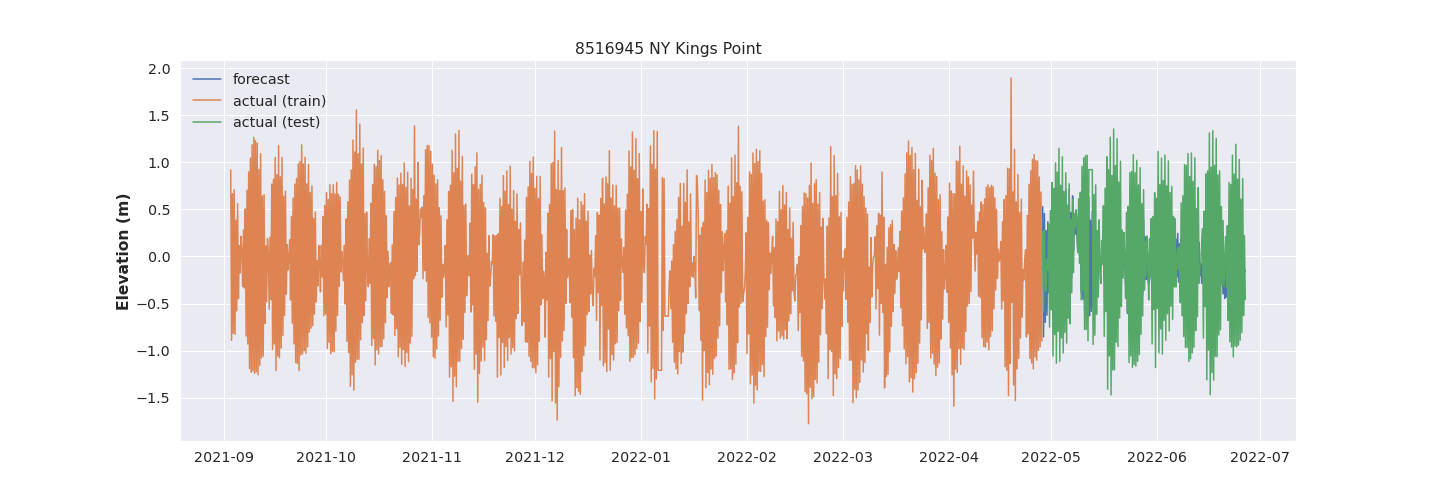 8516945 NY Kings Point
forecast
actual (train)
actual (test)
Elevation (m)
2.0
1.5
1.0
0.5
0.0
−0.5
−1.0
−1.5
2021-09 2021-10 2021-11 2021-12 2022-01 2022-02 2022-03 2022-04 2022-05 2022-06 2022-07